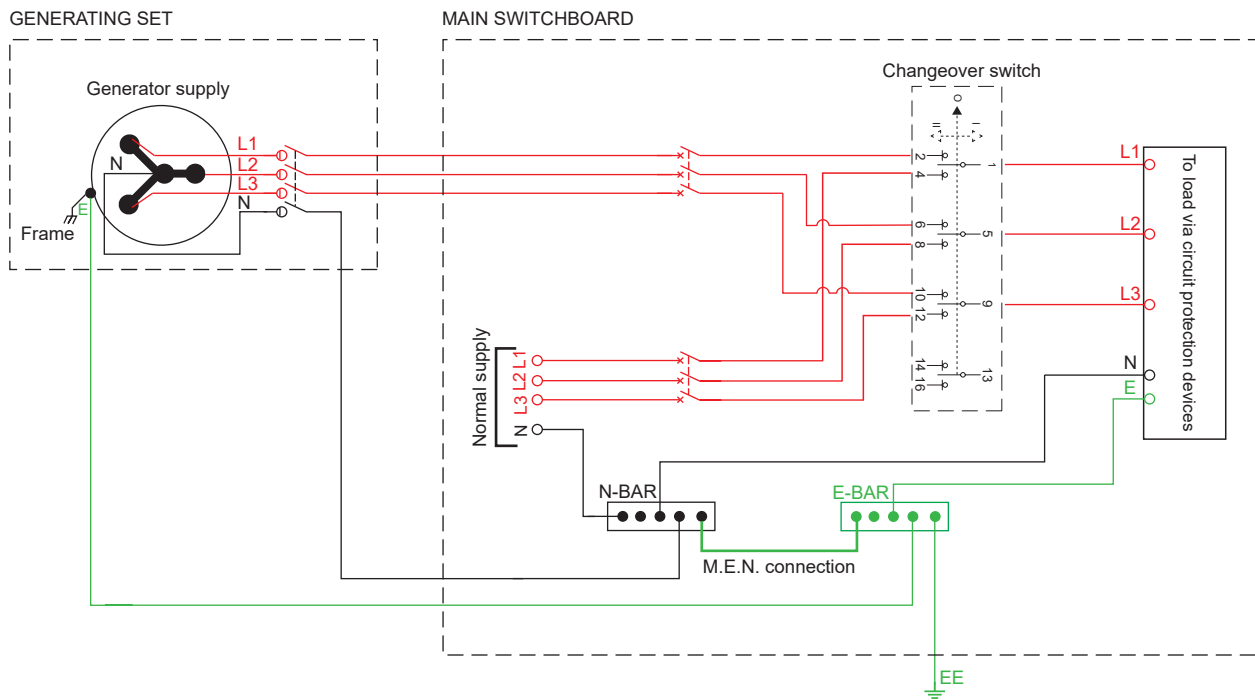 GENERATING SET
MAIN SWITCHBOARD
Generator supply
Changeover switch
O
II
I
L1
L2
L3
N
N
E
Frame
2
4
1
6
8
5
10
12
9
14
16
13
L1
L2
L3
N
E
To load via circuit protection devices
Normal supply
L1
L2
L3
N
N-BAR
E-BAR
M.E.N. connection
EE